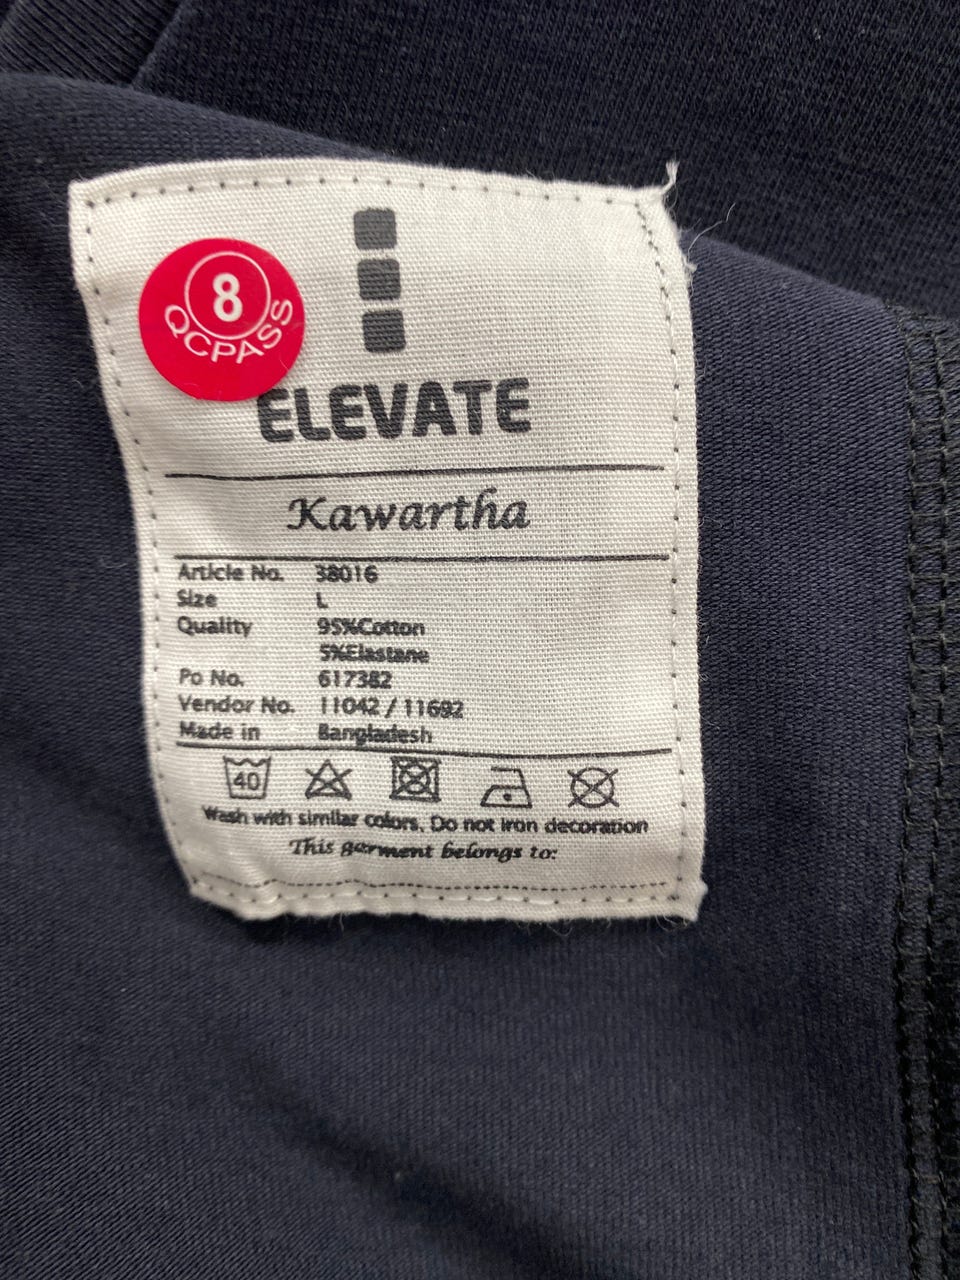 8
QCPASS
ELEVATE
Kawartha
Article No. 38016
Size L
Quality 95%Cotton
5%Elastane
Po No. 617382
Vendor No. 11042 / 11692
Made in Bangladesh
40
Wash with similar colors. Do not iron decoration
This garment belongs to: